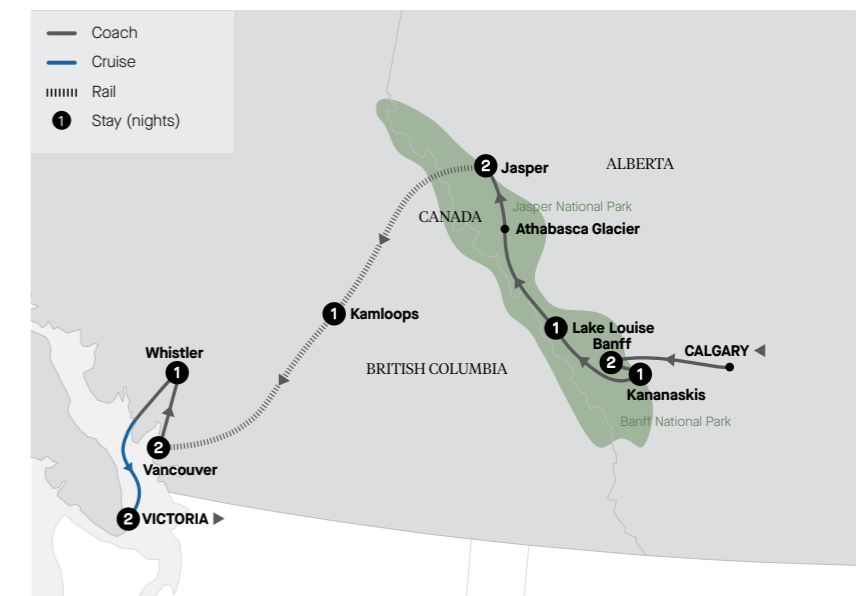 Coach
Cruise
Rail
1 Stay (nights)
2 Jasper
ALBERTA
Jasper National Park
CANADA
Athabasca Glacier
1 Kamloops
1 Lake Louise
Banff
2
CALGARY
1
Kananaskis
Whistler
1
BRITISH COLUMBIA
Banff National Park
2
Vancouver
2 VICTORIA